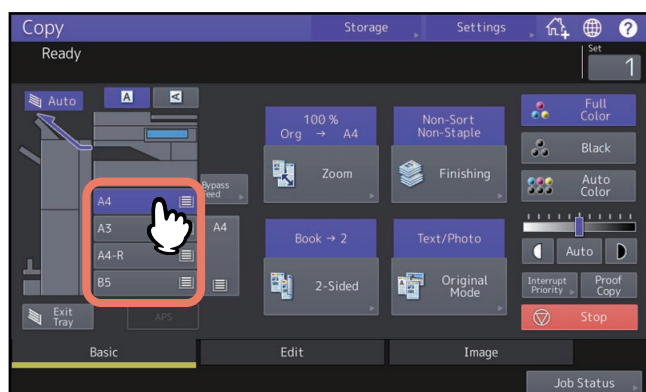 Copy
Storage
Settings
Ready
Set
1
Auto
A
A
100 %
Org → A4
Zoom
Non-Sort
Non-Staple
Finishing
Full
Color
Black
Auto
Color
Bypass
Feed
A4
A3
A4-R
B5
A4
Book → 2
2-Sided
Text/Photo
Original
Mode
Auto
Interrupt
Priority
Proof
Copy
Exit
Tray
APS
Stop
Basic
Edit
Image
Job Status